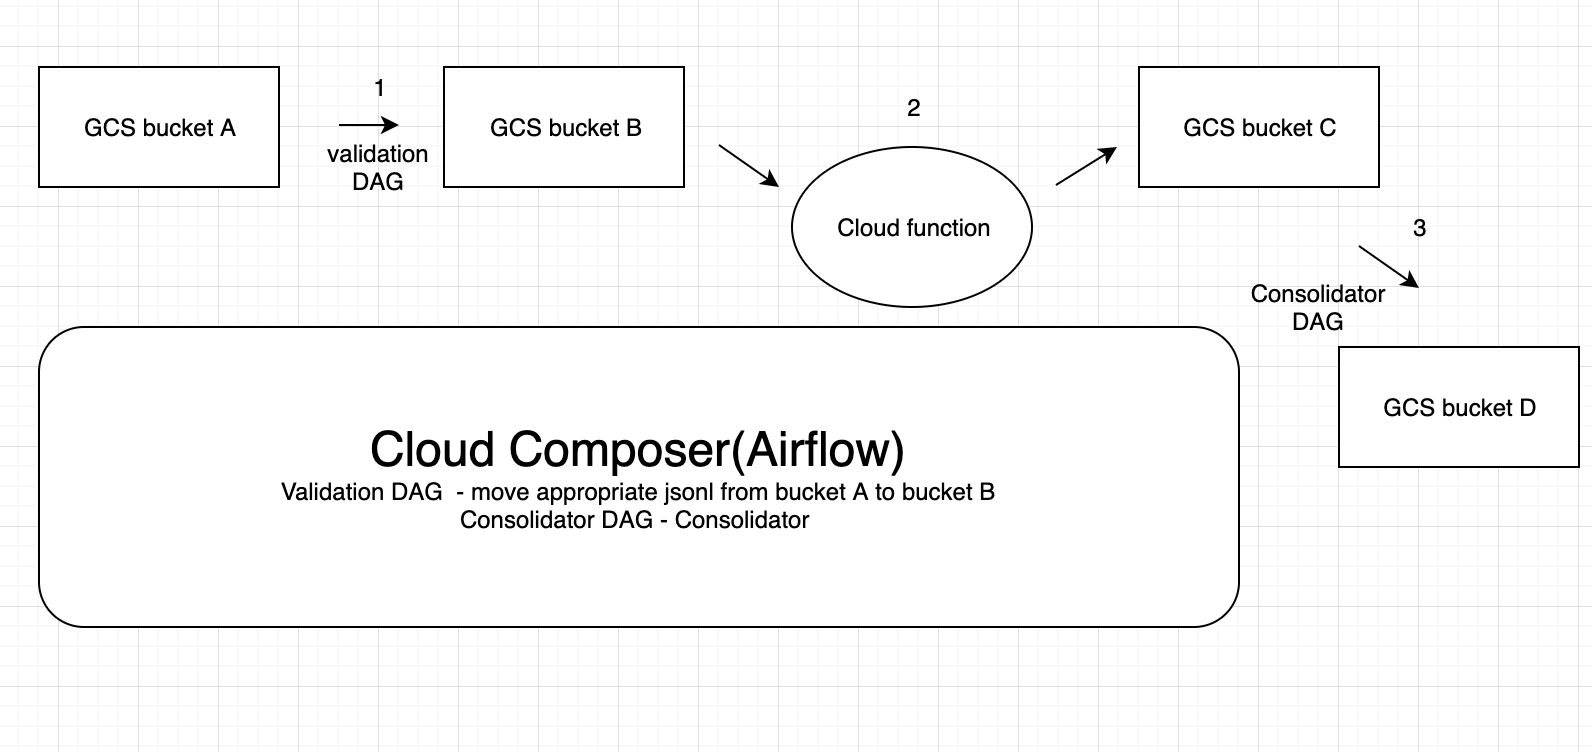 GCS bucket A
1
validation
DAG
GCS bucket B
2
Cloud function
GCS bucket C
3
Consolidator
DAG
GCS bucket D
Cloud Composer(Airflow)
Validation DAG  - move appropriate jsonl from bucket A to bucket B
Consolidator DAG - Consolidator